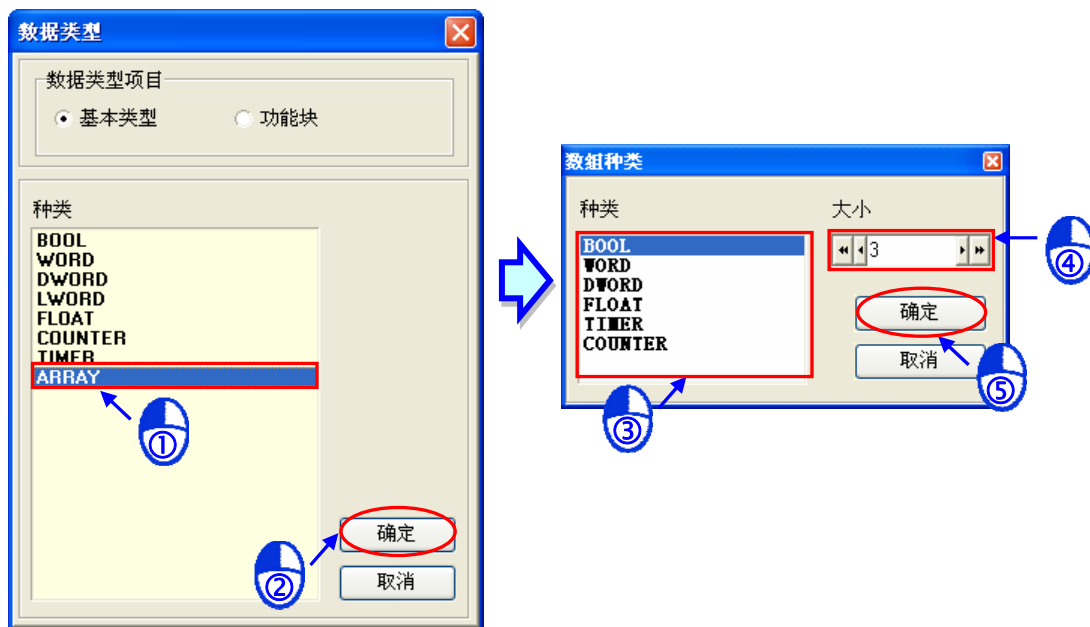 数据类型
数据类型项目
基本类型 功能块
种类
BOOL
WORD
DWORD
LWORD
FLOAT
COUNTER
TIMER
ARRAY
①
确定
②
取消
数组种类
种类 大小
BOOL
WORD
DWORD
FLOAT
TIMER
COUNTER
3
④
确定
取消
③
⑤